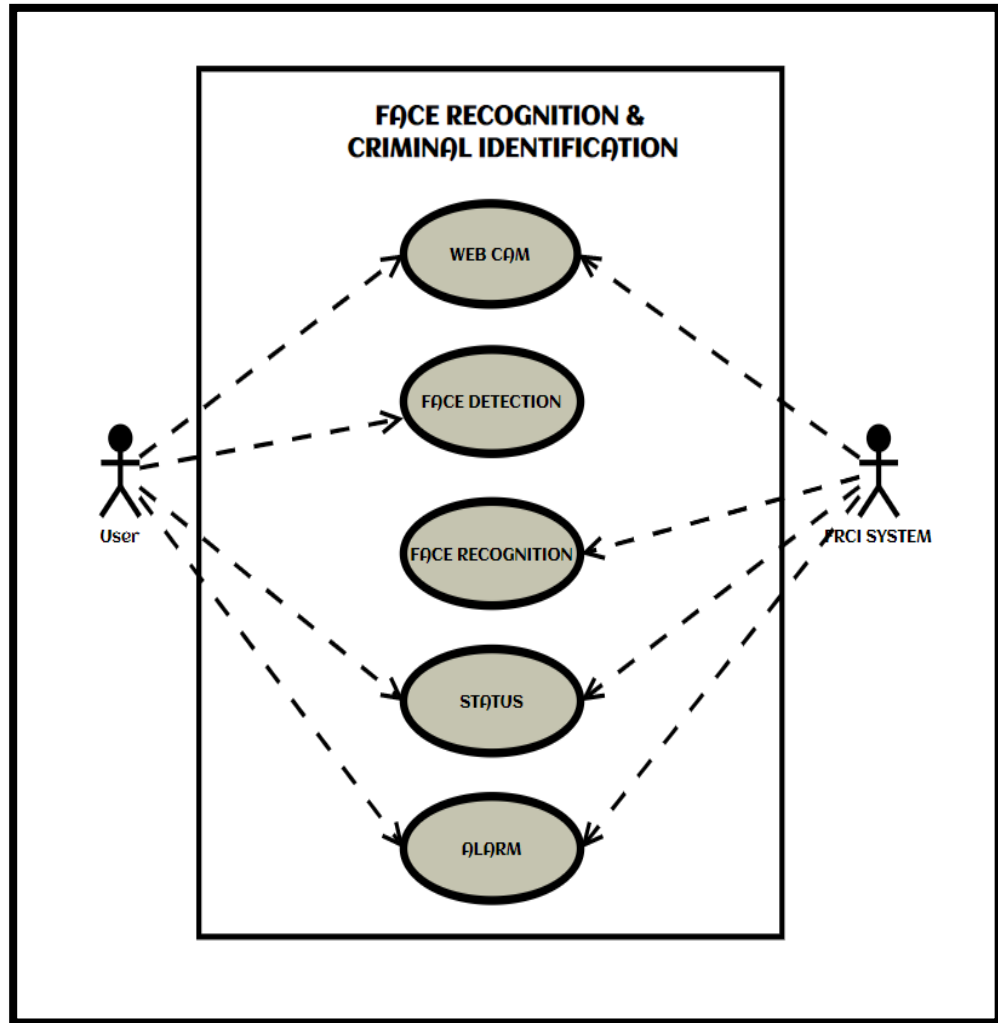 FACE RECOGNITION &
CRIMINAL IDENTIFICATION
WEB CAM
FACE DETECTION
User
FRCI SYSTEM
FACE RECOGNITION
STATUS
ALARM